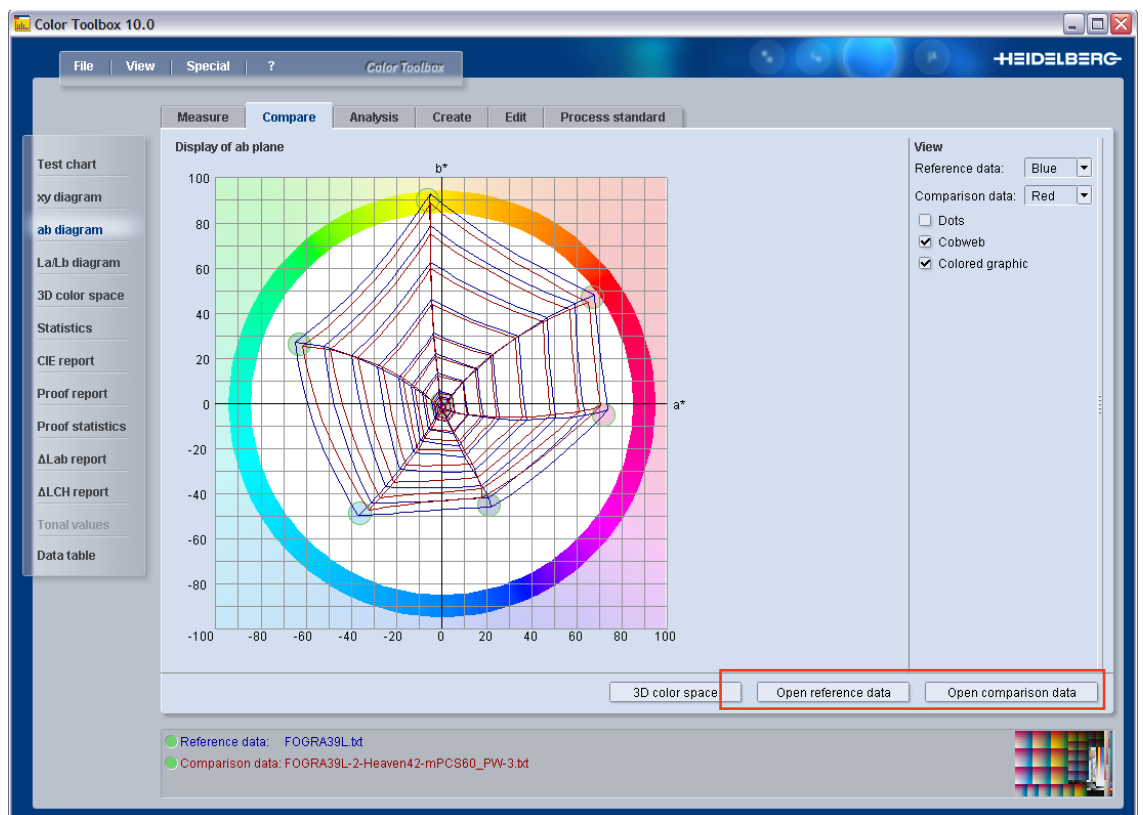 Color Toolbox 10.0
File View Special ? Color Toolbox HEIDELBERG
Measure Compare Analysis Create Edit Process standard
Test chart
xy diagram
ab diagram
La/Lb diagram
3D color space
Statistics
CIE report
Proof report
Proof statistics
ΔLab report
ΔLCH report
Tonal values
Data table
Display of ab plane
b*
100
80
60
40
20
0
-20
-40
-60
-80
a*
-100 -80 -60 -40 -20 0 20 40 60 80 100
View
Reference data: Blue
Comparison data: Red
Dots
Cobweb
Colored graphic
3D color space Open reference data Open comparison data
Reference data: FOGRA39L.txt
Comparison data: FOGRA39L-2-Heaven42-mPCS60_PW-3.txt